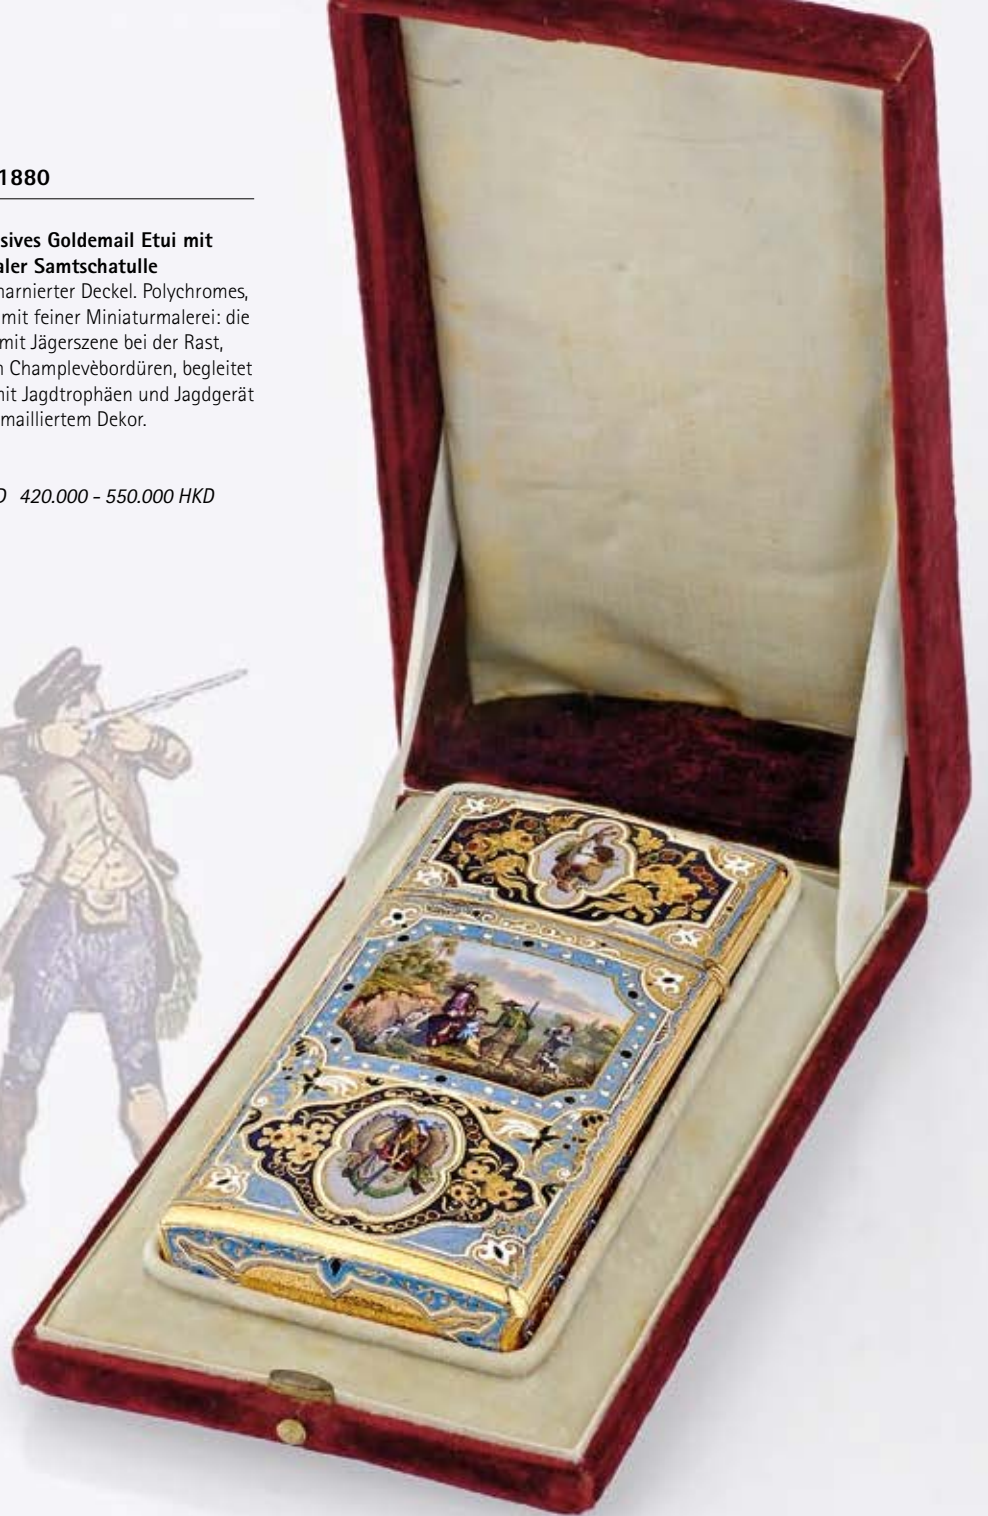 1880
sives Goldemail Etui mit
aler Samtschatulle
harnierter Deckel. Polychromes,
mit feiner Miniaturmalerei: die
mit Jägerszene bei der Rast,
n Champlevèbordüren, begleitet
mit Jagdtrophäen und Jagdgerät
mailliertem Dekor.
D 420.000 - 550.000 HKD